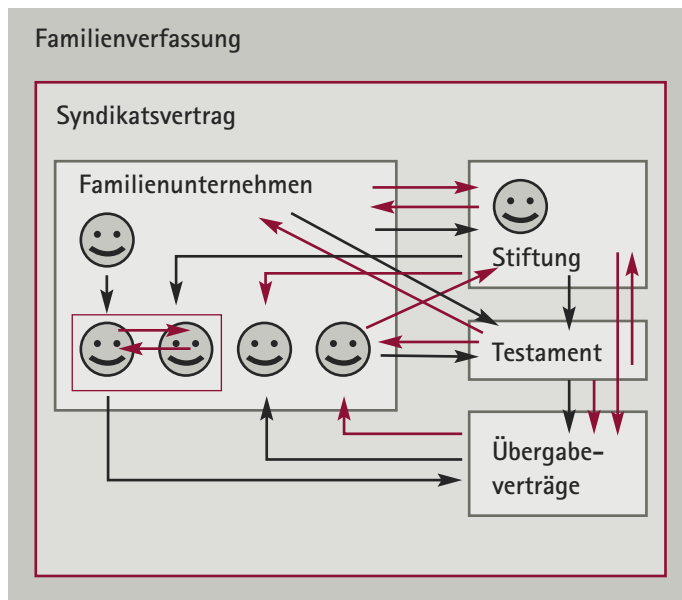 Familienverfassung
Syndikatsvertrag
Familienunternehmen
Stiftung
Testament
Übergabe-
verträge